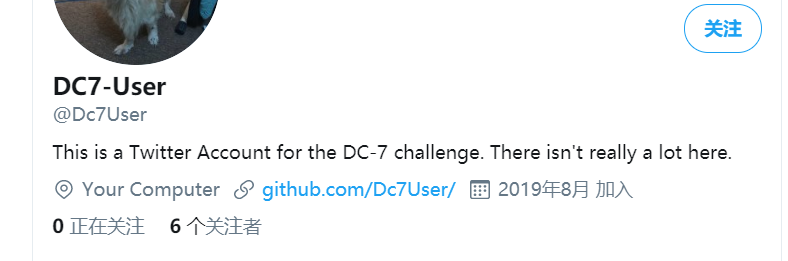 关注
DC7-User
@Dc7User
This is a Twitter Account for the DC-7 challenge. There isn't really a lot here.
Your Computer github.com/Dc7User/ 2019年8月 加入
0 正在关注 6 个关注者